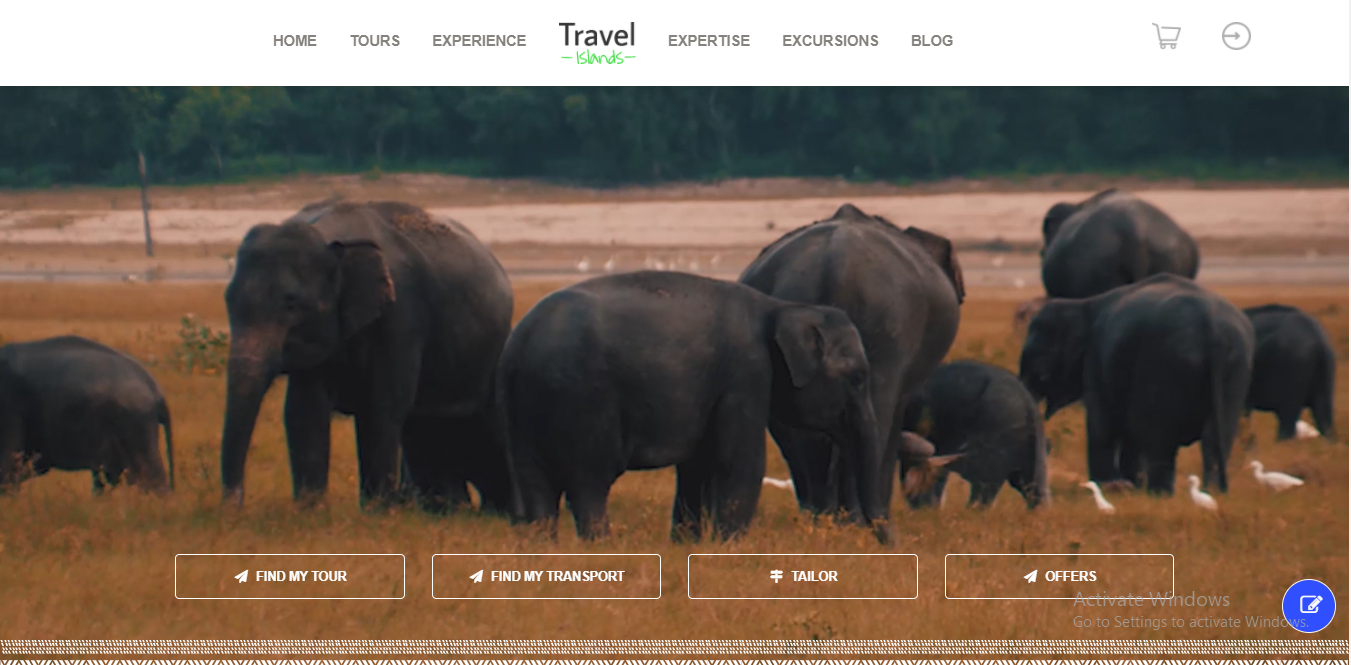 HOME TOURS EXPERIENCE Travel EXPERTISE EXCURSIONS BLOG
Islands
FIND MY TOUR FIND MY TRANSPORT TAILOR OFFERS
Activate Windows
Go to Settings to activate Windows.